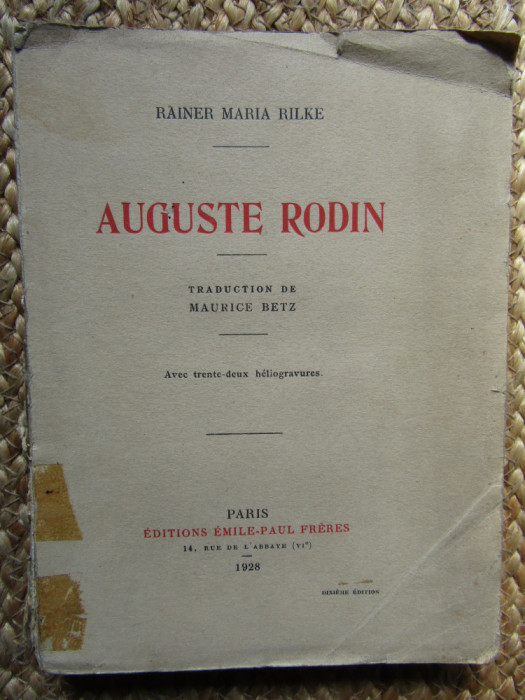 RAINER MARIA RILKE
AUGUSTE RODIN
TRADUCTION DE
MAURICE BETZ
Avec trente-deux héliogravures.
PARIS
ÉDITIONS ÉMILE-PAUL FRÉRES
14, RUE DE L'ABBAYE (VIᵉ)
1928
DIXIÈME ÉDITION